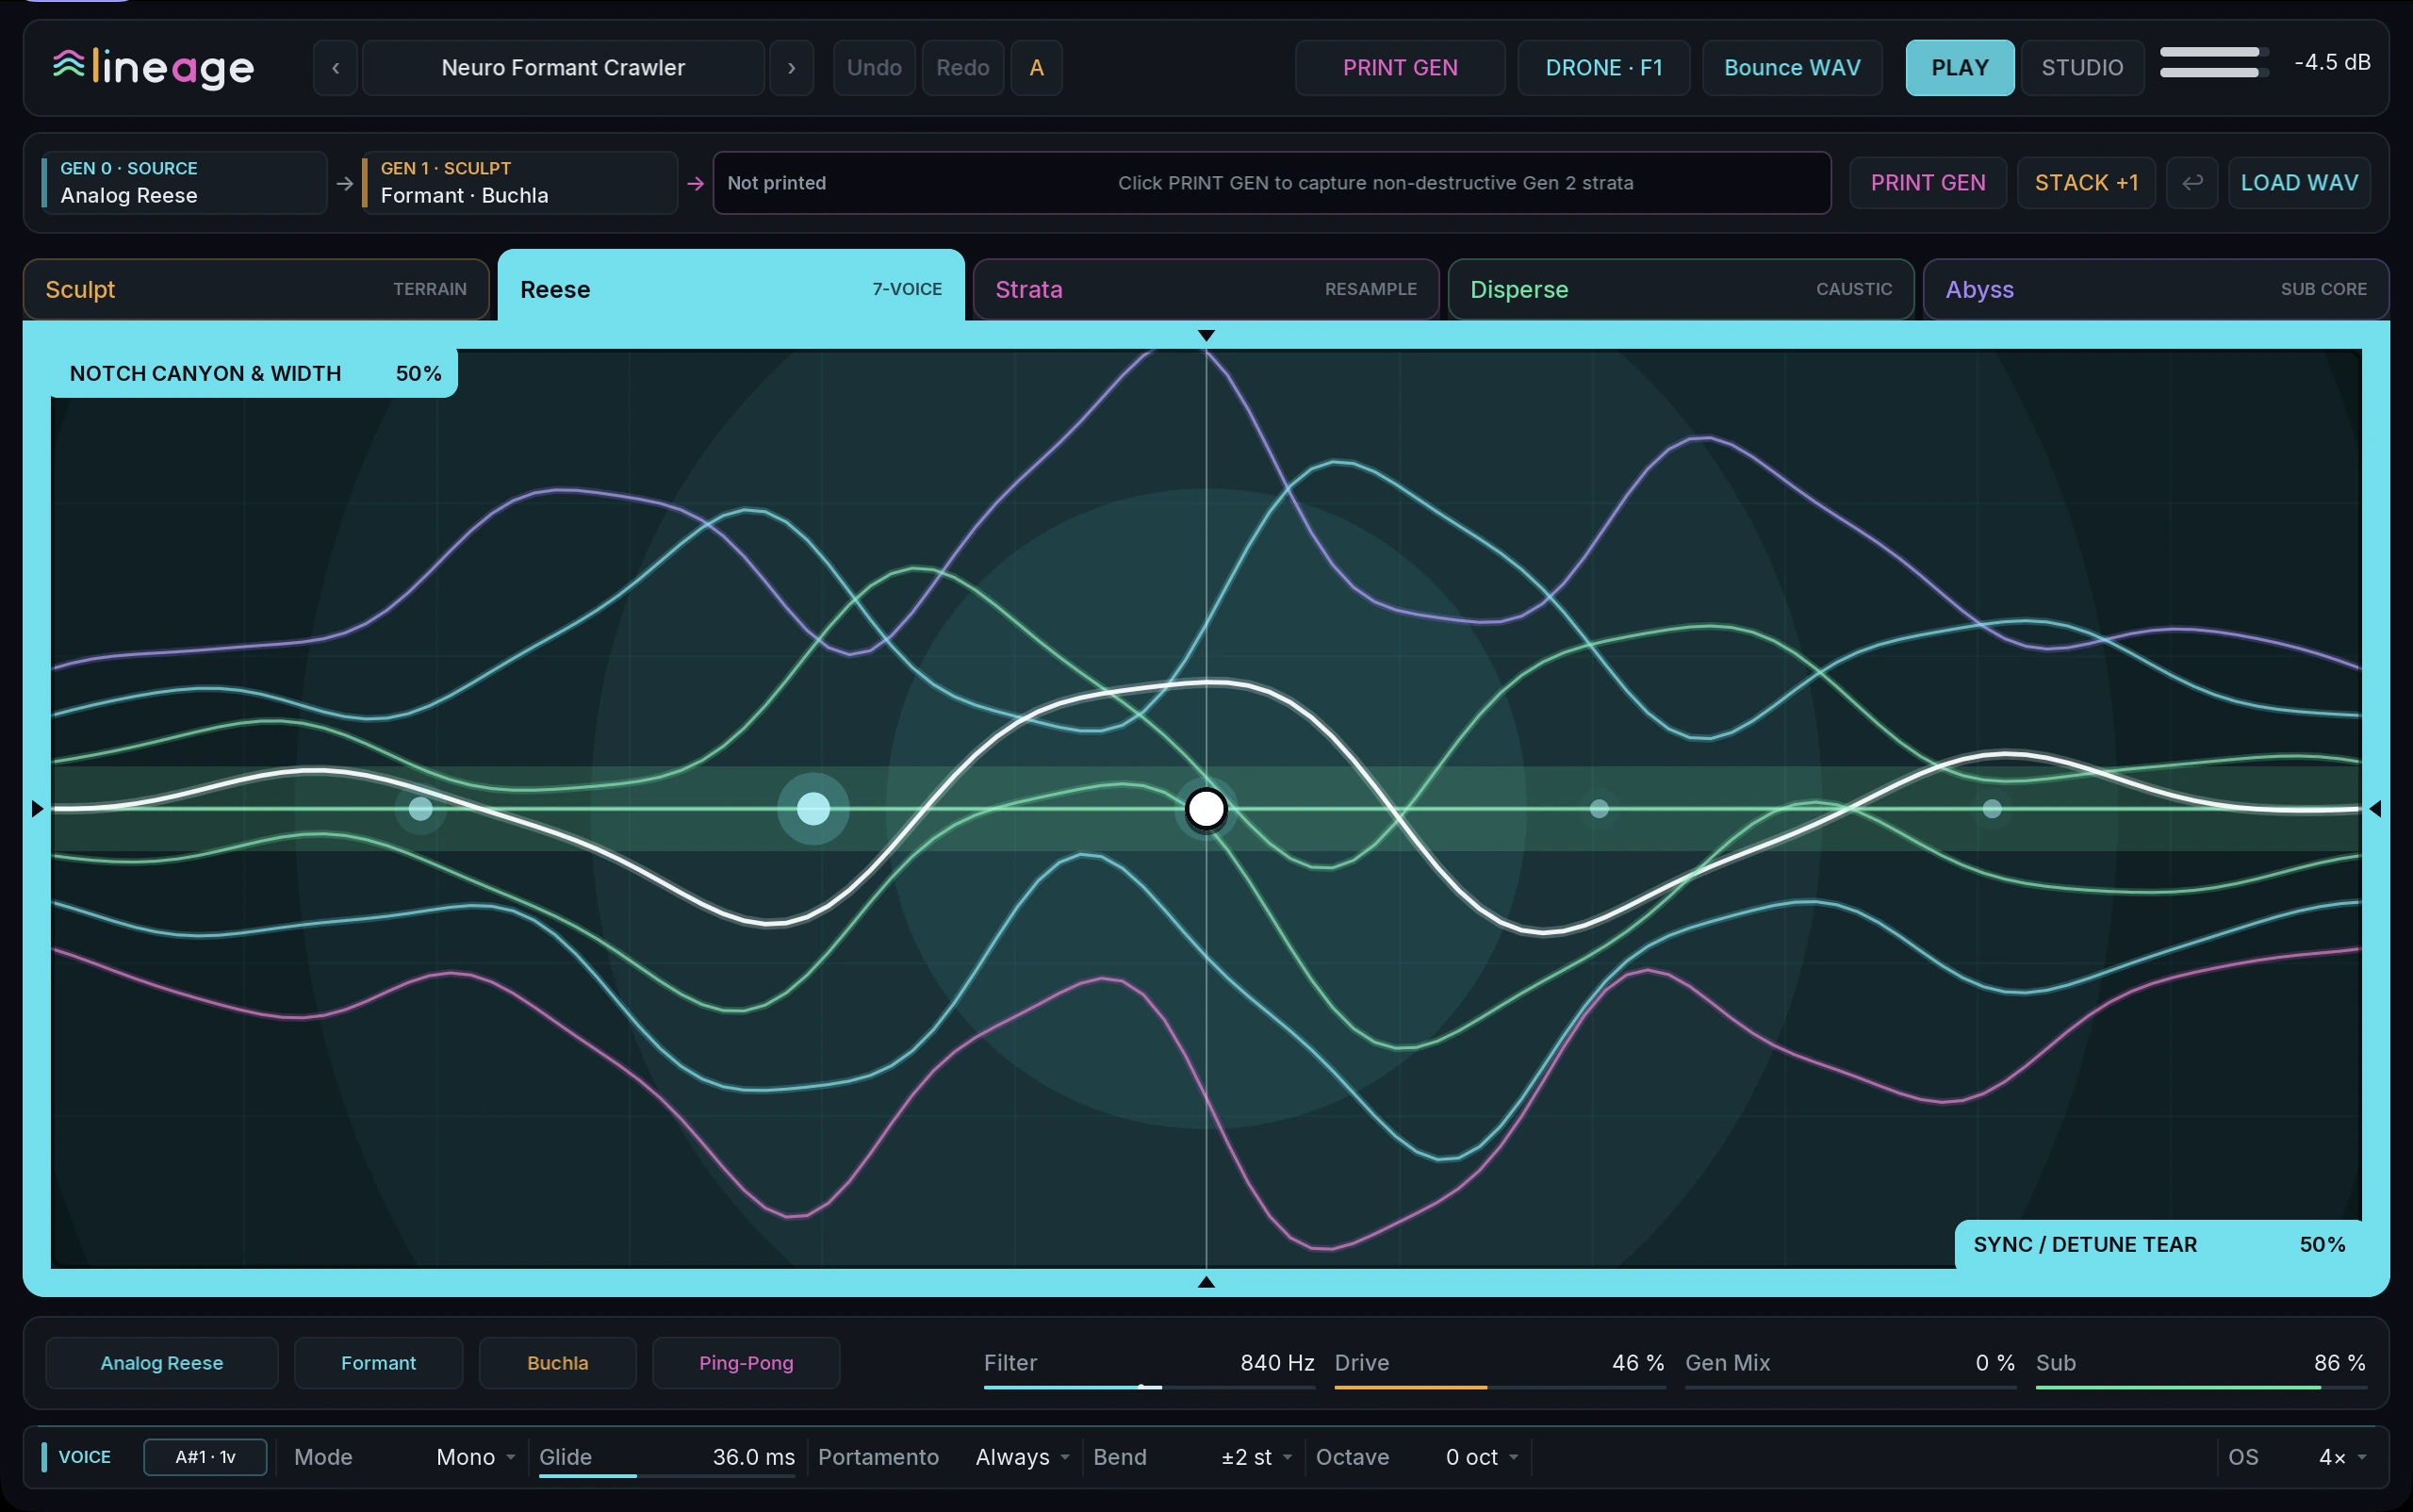 lineage
‹ Neuro Formant Crawler › Undo Redo A PRINT GEN DRONE · F1 Bounce WAV PLAY STUDIO -4.5 dB
GEN 0 · SOURCE
Analog Reese
→
GEN 1 · SCULPT
Formant · Buchla
→
Not printed Click PRINT GEN to capture non-destructive Gen 2 strata
PRINT GEN STACK +1 ↩ LOAD WAV
Sculpt TERRAIN
Reese 7-VOICE
Strata RESAMPLE
Disperse CAUSTIC
Abyss SUB CORE
NOTCH CANYON & WIDTH 50%
SYNC / DETUNE TEAR 50%
Analog Reese Formant Buchla Ping-Pong
Filter 840 Hz Drive 46 % Gen Mix 0 % Sub 86 %
VOICE A#1 · 1v Mode Mono Glide 36.0 ms Portamento Always Bend ±2 st Octave 0 oct OS 4×